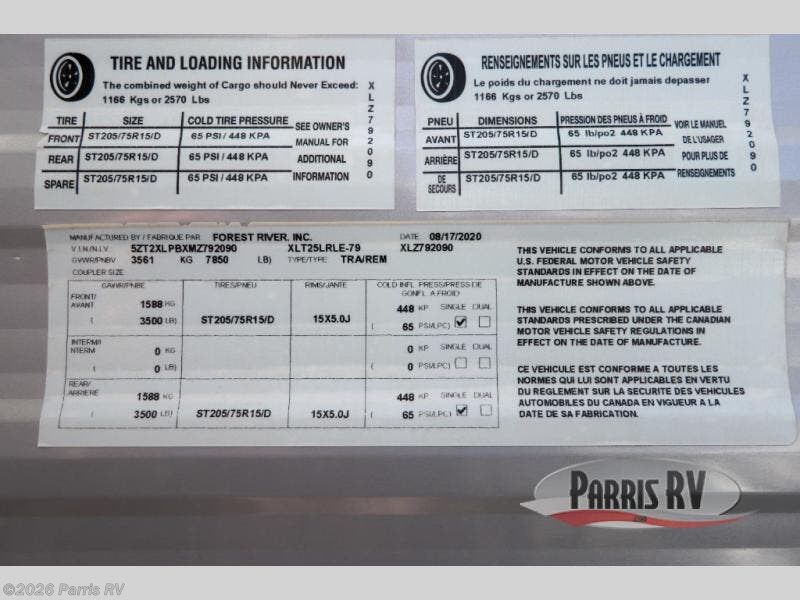 TIRE AND LOADING INFORMATION
The combined weight of Cargo should Never Exceed:
1166 Kgs or 2570 Lbs
TIRE SIZE COLD TIRE PRESSURE
FRONT ST205/75R15/D 65 PSI / 448 KPA
REAR ST205/75R15/D 65 PSI / 448 KPA
SPARE ST205/75R15/D 65 PSI / 448 KPA
SEE OWNER'S
MANUAL FOR
ADDITIONAL
INFORMATION
XLZ792090
RENSEIGNEMENTS SUR LES PNEUS ET LE CHARGEMENT
Le poids du chargement ne doit jamais depasser
1166 Kgs or 2570 Lbs
PNEU DIMENSIONS PRESSION DES PNEUS À FROID
AVANT ST205/75R15/D 65 lb/po2 448 KPA
ARRIÈRE ST205/75R15/D 65 lb/po2 448 KPA
DE SECOURS ST205/75R15/D 65 lb/po2 448 KPA
VOIR LE MANUEL
DE L'USAGER
POUR PLUS DE
RENSEIGNEMENTS
XLZ792090
MANUFACTURED BY / FABRIQUE PAR FOREST RIVER, INC. DATE 08/17/2020
V.I.N./N.I.V. 5ZT2XLPBXMZ792090 XLT25LRLE-79 XLZ792090
GVWR/PNBV 3561 KG 7850 LB) TYPE/TYPE TRA/REM
COUPLER SIZE
GAWR/PNBE TIRES/PNEU RIMS/JANTE COLD INFL. PRESS/PRESS DE
GONFL. A FROID
FRONT/
AVANT 1588 KG 448 KP SINGLE DUAL
( 3500 LB) ST205/75R15/D 15X5.0J ( 65 PSI/LPC)
INTERM/
INTERM 0 KG 0 KP SINGLE DUAL
( 0 LB) ( 0 PSI/LPC)
REAR/
ARRIERE 1588 KG 448 KP SINGLE DUAL
( 3500 LB) ST205/75R15/D 15X5.0J ( 65 PSI/LPC)
THIS VEHICLE CONFORMS TO ALL APPLICABLE
U.S. FEDERAL MOTOR VEHICLE SAFETY
STANDARDS IN EFFECT ON THE DATE OF
MANUFACTURE SHOWN ABOVE.
THIS VEHICLE CONFORMS TO ALL APPLICABLE
STANDARDS PRESCRIBED UNDER THE CANADIAN
MOTOR VEHICLE SAFETY REGULATIONS IN
EFFECT ON THE DATE OF MANUFACTURE.
CE VEHICULE EST CONFORME A TOUTES LES
NORMES QUI LUI SONT APPLICABLES EN VERTU
DU REGLEMENT SUR LA SECURITE DES VEHICULES
AUTOMOBILES DU CANADA EN VIGUEUR A LA
DATE DE SA FABRICATION.
PARRIS RV
©2026 Parris RV